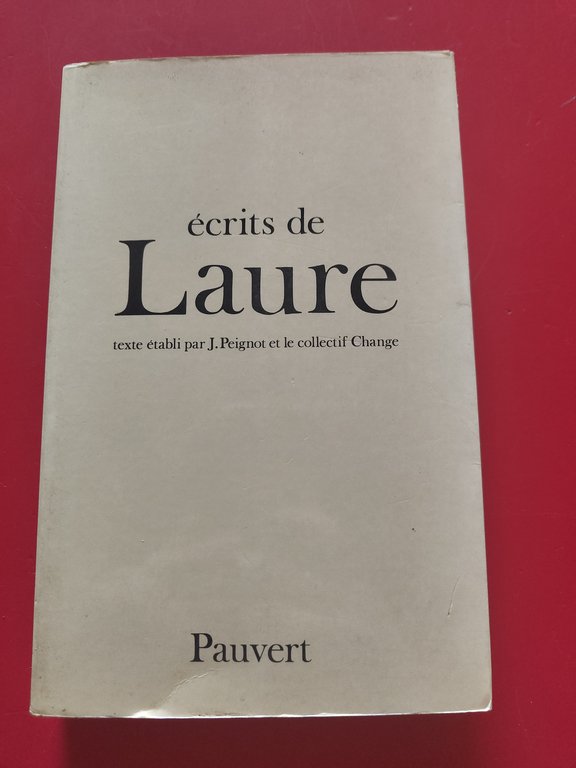 écrits de
Laure
texte établi par J. Peignot et le collectif Change
Pauvert